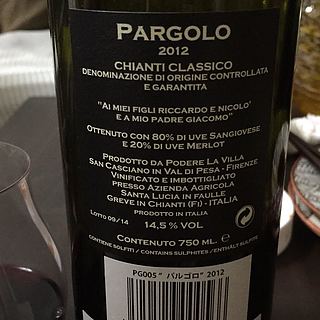 PARGOLO
2012
CHIANTI CLASSICO
DENOMINAZIONE DI ORIGINE CONTROLLATA
E GARANTITA
"AI MIEI FIGLI RICCARDO E NICOLO'
E A MIO PADRE GIACOMO"
OTTENUTO CON 80% DI UVE SANGIOVESE
E 20% DI UVE MERLOT
PRODOTTO DA PODERE LA VILLA
SAN CASCIANO IN VAL DI PESA - FIRENZE
VINIFICATO E IMBOTTIGLIATO
PRESSO AZIENDA AGRICOLA
SANTA LUCIA IN FAULLE
GREVE IN CHIANTI (FI) - ITALIA
PRODOTTO IN ITALIA
LOTTO 09/14
14,5 % VOL
CONTENUTO 750 ML. e
CONTIENE SOLFITI / CONTAINS SULPHITES / ENTHÄLT SULFITE
PG005 " パルゴロ" 2012